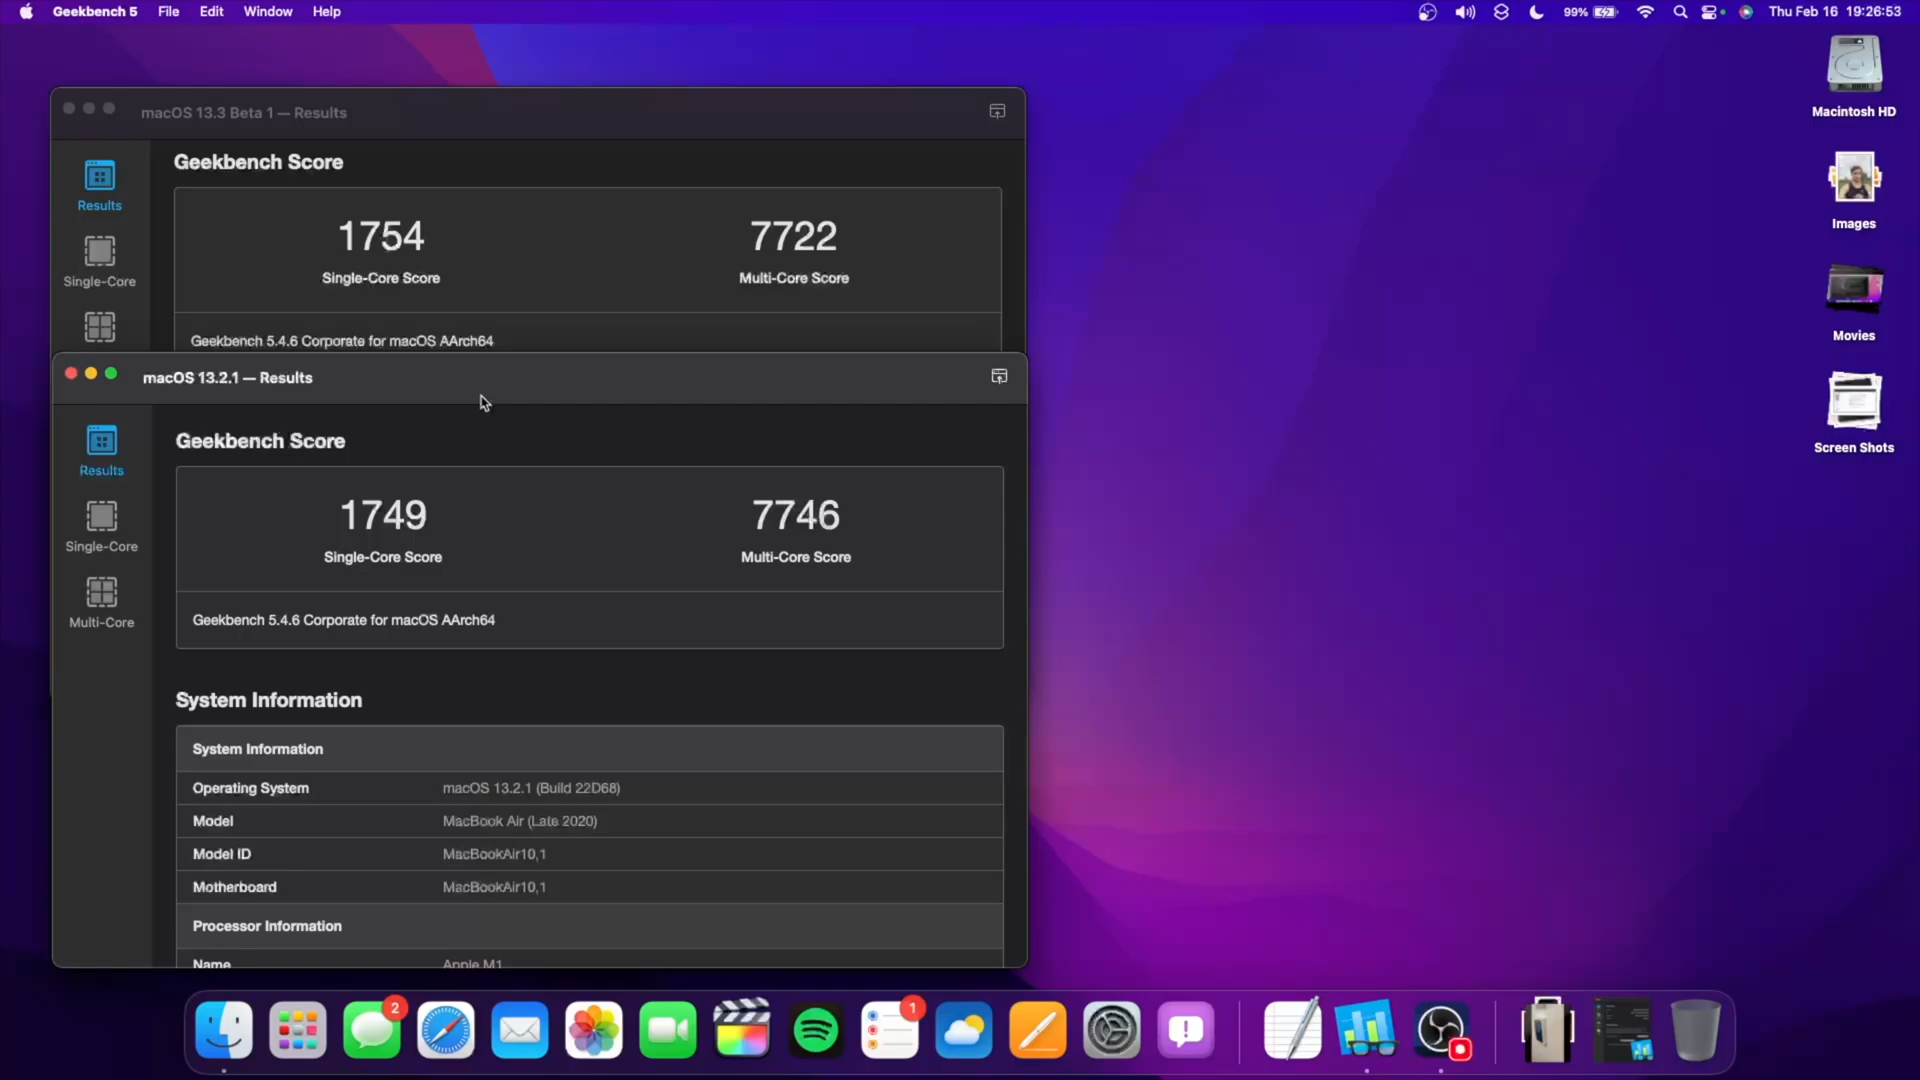 Geekbench 5 File Edit Window Help 99% Thu Feb 16 19:26:53
Macintosh HD
Images
Movies
Screen Shots
macOS 13.3 Beta 1 — Results
Results
Single-Core
Geekbench Score
1754 7722
Single-Core Score Multi-Core Score
Geekbench 5.4.6 Corporate for macOS AArch64
macOS 13.2.1 — Results
Results
Single-Core
Multi-Core
Geekbench Score
1749 7746
Single-Core Score Multi-Core Score
Geekbench 5.4.6 Corporate for macOS AArch64
System Information
System Information
Operating System macOS 13.2.1 (Build 22D68)
Model MacBook Air (Late 2020)
Model ID MacBookAir10,1
Motherboard MacBookAir10,1
Processor Information
Name Apple M1
2
1